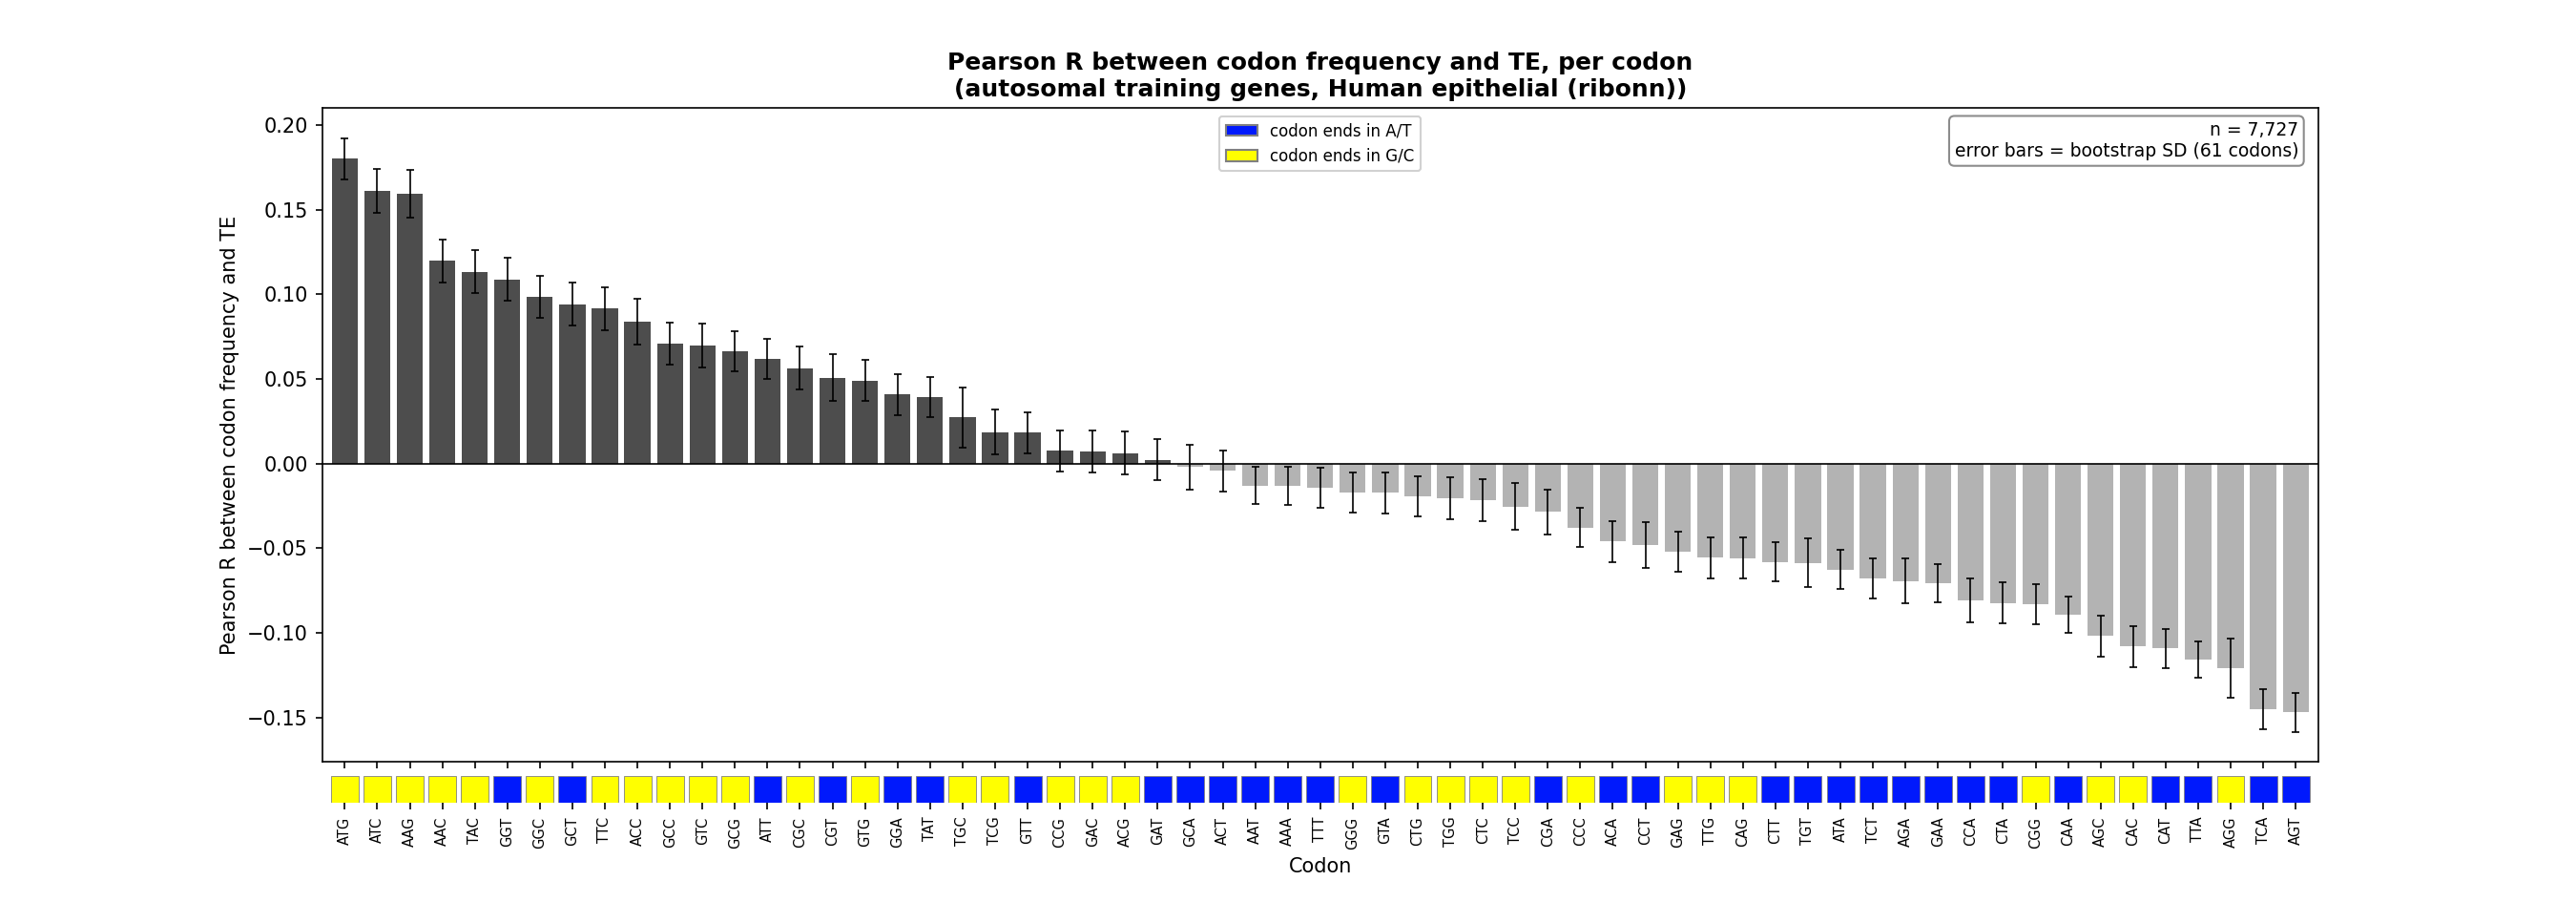 Pearson R between codon frequency and TE, per codon
(autosomal training genes, Human epithelial (ribonn))
codon ends in A/T
codon ends in G/C
n = 7,727
error bars = bootstrap SD (61 codons)
Pearson R between codon frequency and TE
0.20
0.15
0.10
0.05
0.00
−0.05
−0.10
−0.15
ATG
ATC
AAG
AAC
TAC
GGT
GGC
GCT
TTC
ACC
GCC
GTC
GCG
ATT
CGC
CGT
GTG
GGA
TAT
TGC
TCG
GTT
CCG
GAC
ACG
GAT
GCA
ACT
AAT
AAA
TTT
GGG
GTA
CTG
TGG
CTC
TCC
CGA
CCC
ACA
CCT
GAG
TTG
CAG
CTT
TGT
ATA
TCT
AGA
GAA
CCA
CTA
CGG
CAA
AGC
CAC
CAT
TTA
AGG
TCA
AGT
Codon